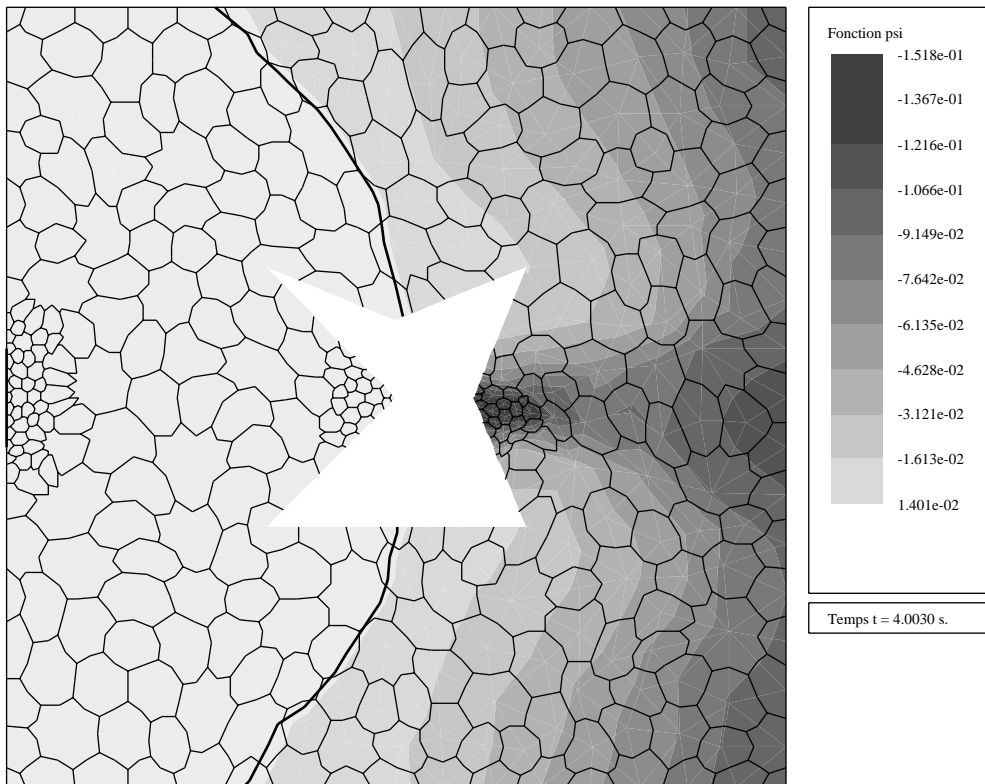 Fonction psi
-1.518e-01
-1.367e-01
-1.216e-01
-1.066e-01
-9.149e-02
-7.642e-02
-6.135e-02
-4.628e-02
-3.121e-02
-1.613e-02
1.401e-02
Temps t = 4.0030 s.